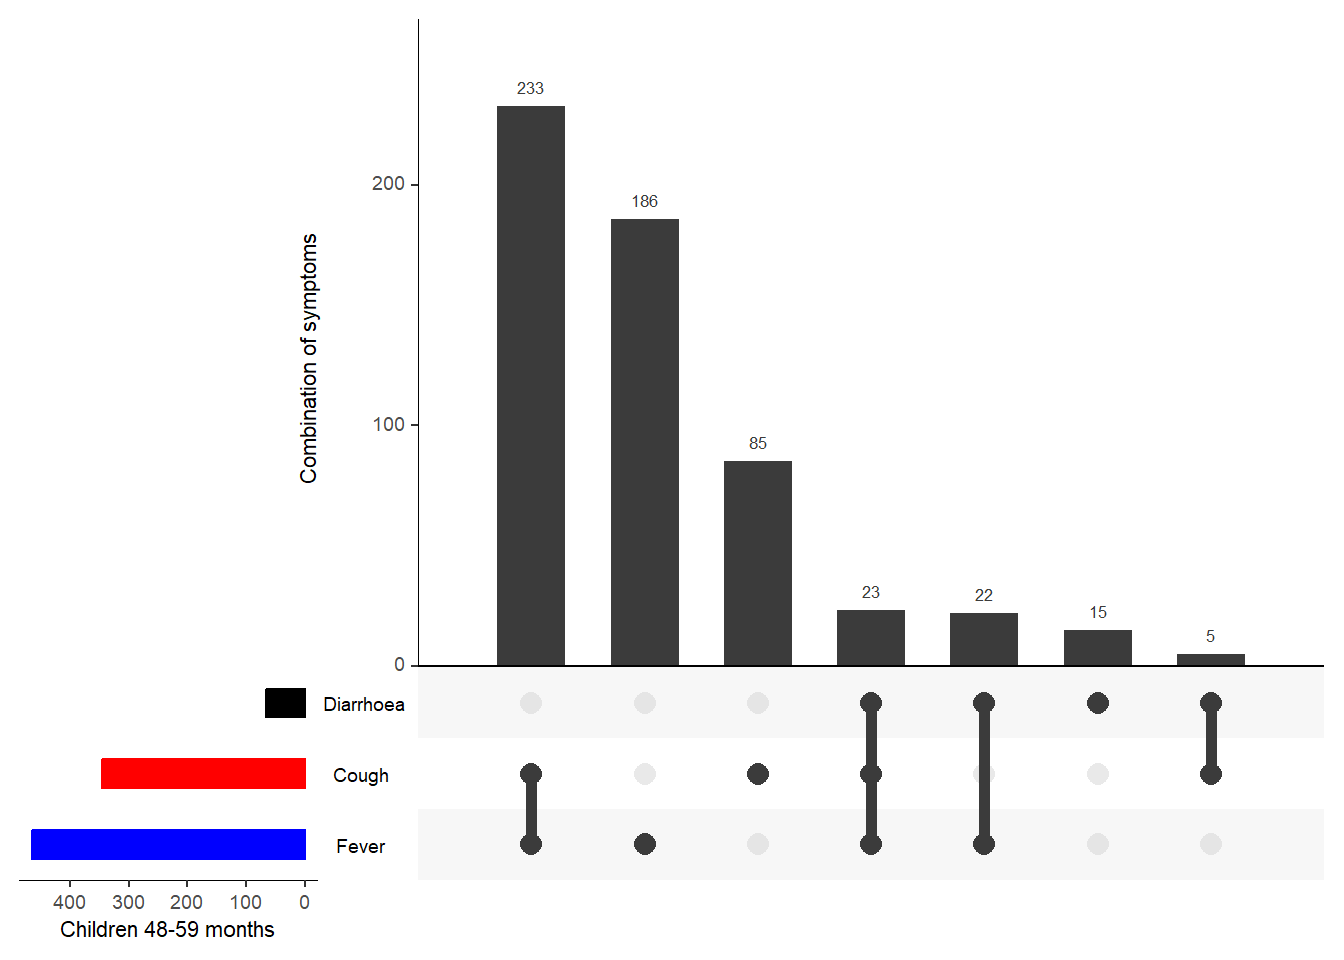 233
186
85
23
22
15
5
200
100
0
Combination of symptoms
Diarrhoea
Cough
Fever
400 300 200 100 0
Children 48-59 months